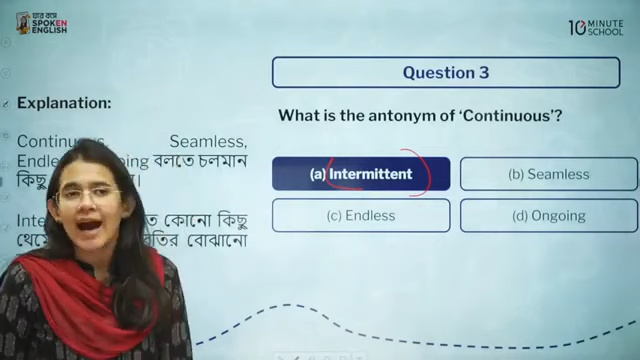 ঘরে বসে
SPOKEN
ENGLISH
10 MINUTE
SCHOOL
Question 3
Explanation:
What is the antonym of ‘Continuous’?
Seamless,
বলতে চলমান
কিছু
(a) Intermittent
(b) Seamless
(c) Endless
(d) Ongoing
কোনো কিছু
বোঝানো